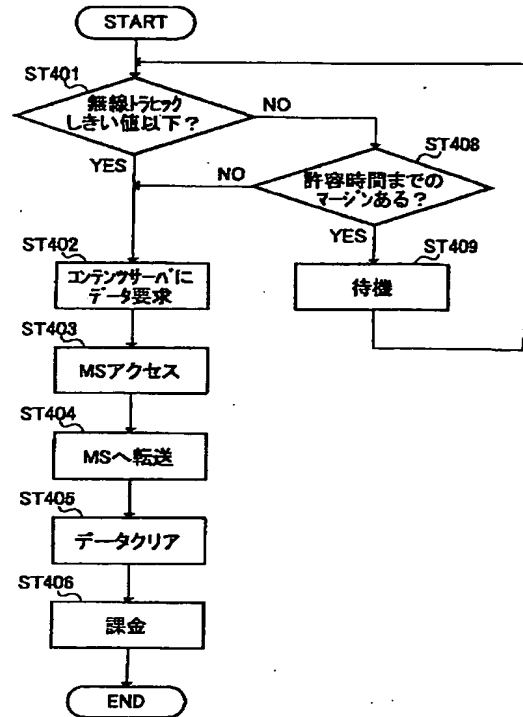 START
ST401
無線トラヒック
しきい値以下？
NO
YES
ST408
許容時間までの
マージンある？
NO
YES
ST402
コンテンツサーバに
データ要求
ST409
待機
ST403
MSアクセス
ST404
MSへ転送
ST405
データクリア
ST406
課金
END